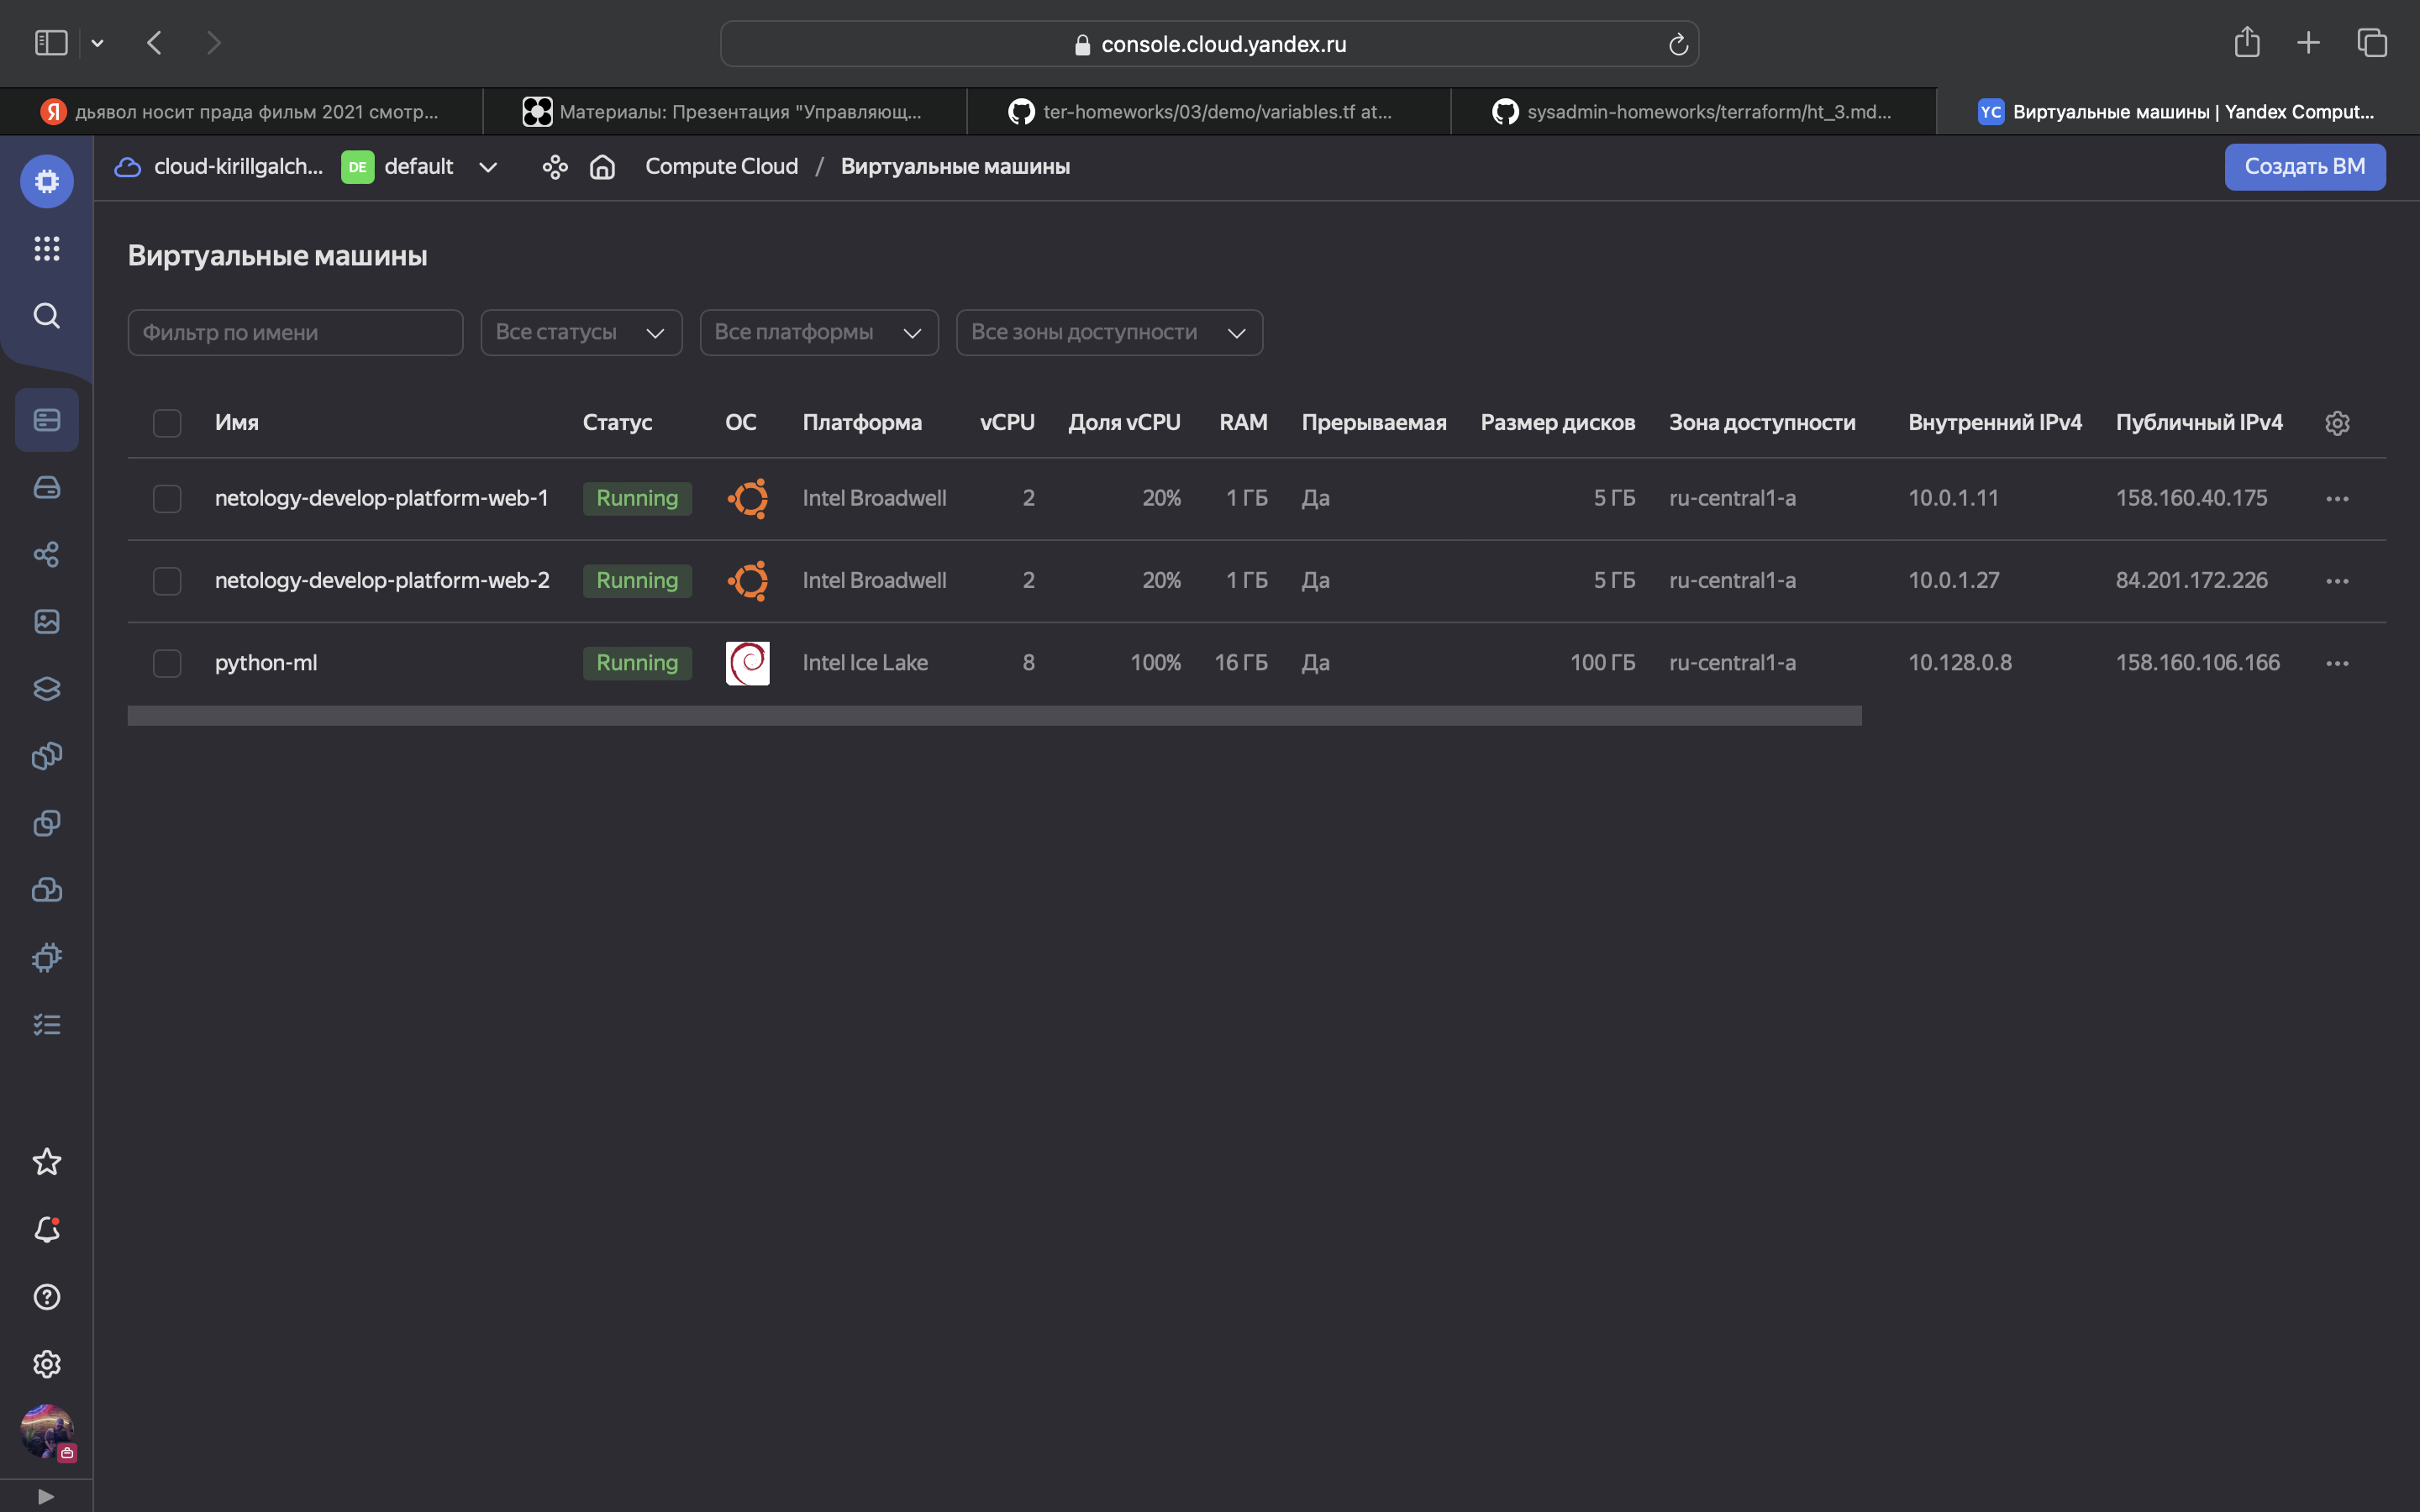 console.cloud.yandex.ru
Я дьявол носит прада фильм 2021 смотр...
Материалы: Презентация "Управляющ...
ter-homeworks/03/demo/variables.tf at...
sysadmin-homeworks/terraform/ht_3.md...
YC Виртуальные машины | Yandex Comput...
cloud-kirillgalch... DE default Compute Cloud / Виртуальные машины Создать ВМ
Виртуальные машины
Фильтр по имени Все статусы Все платформы Все зоны доступности
Имя Статус ОС Платформа vCPU Доля vCPU RAM Прерываемая Размер дисков Зона доступности Внутренний IPv4 Публичный IPv4
netology-develop-platform-web-1 Running Intel Broadwell 2 20% 1 ГБ Да 5 ГБ ru-central1-a 10.0.1.11 158.160.40.175
netology-develop-platform-web-2 Running Intel Broadwell 2 20% 1 ГБ Да 5 ГБ ru-central1-a 10.0.1.27 84.201.172.226
python-ml Running Intel Ice Lake 8 100% 16 ГБ Да 100 ГБ ru-central1-a 10.128.0.8 158.160.106.166